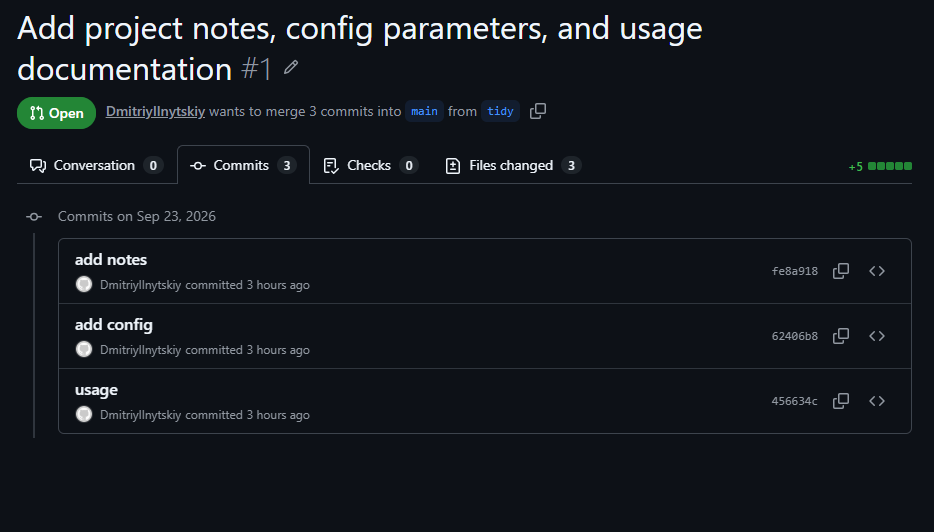 Add project notes, config parameters, and usage
documentation #1
Open DmitriyIlnytskiy wants to merge 3 commits into main from tidy
Conversation 0 Commits 3 Checks 0 Files changed 3 +5
Commits on Sep 23, 2026
add notes
DmitriyIlnytskiy committed 3 hours ago fe8a918
add config
DmitriyIlnytskiy committed 3 hours ago 62406b8
usage
DmitriyIlnytskiy committed 3 hours ago 456634c